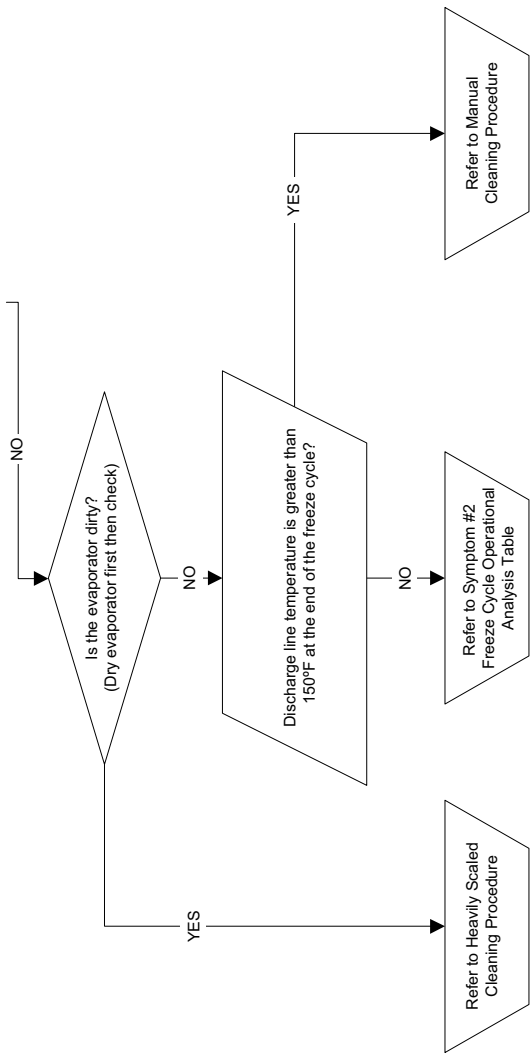 NO
Is the evaporator dirty?
(Dry evaporator first then check)
YES
NO
Discharge line temperature is greater than
150ºF at the end of the freeze cycle?
YES
NO
Refer to Heavily Scaled
Cleaning Procedure
Refer to Symptom #2
Freeze Cycle Operational
Analysis Table
Refer to Manual
Cleaning Procedure